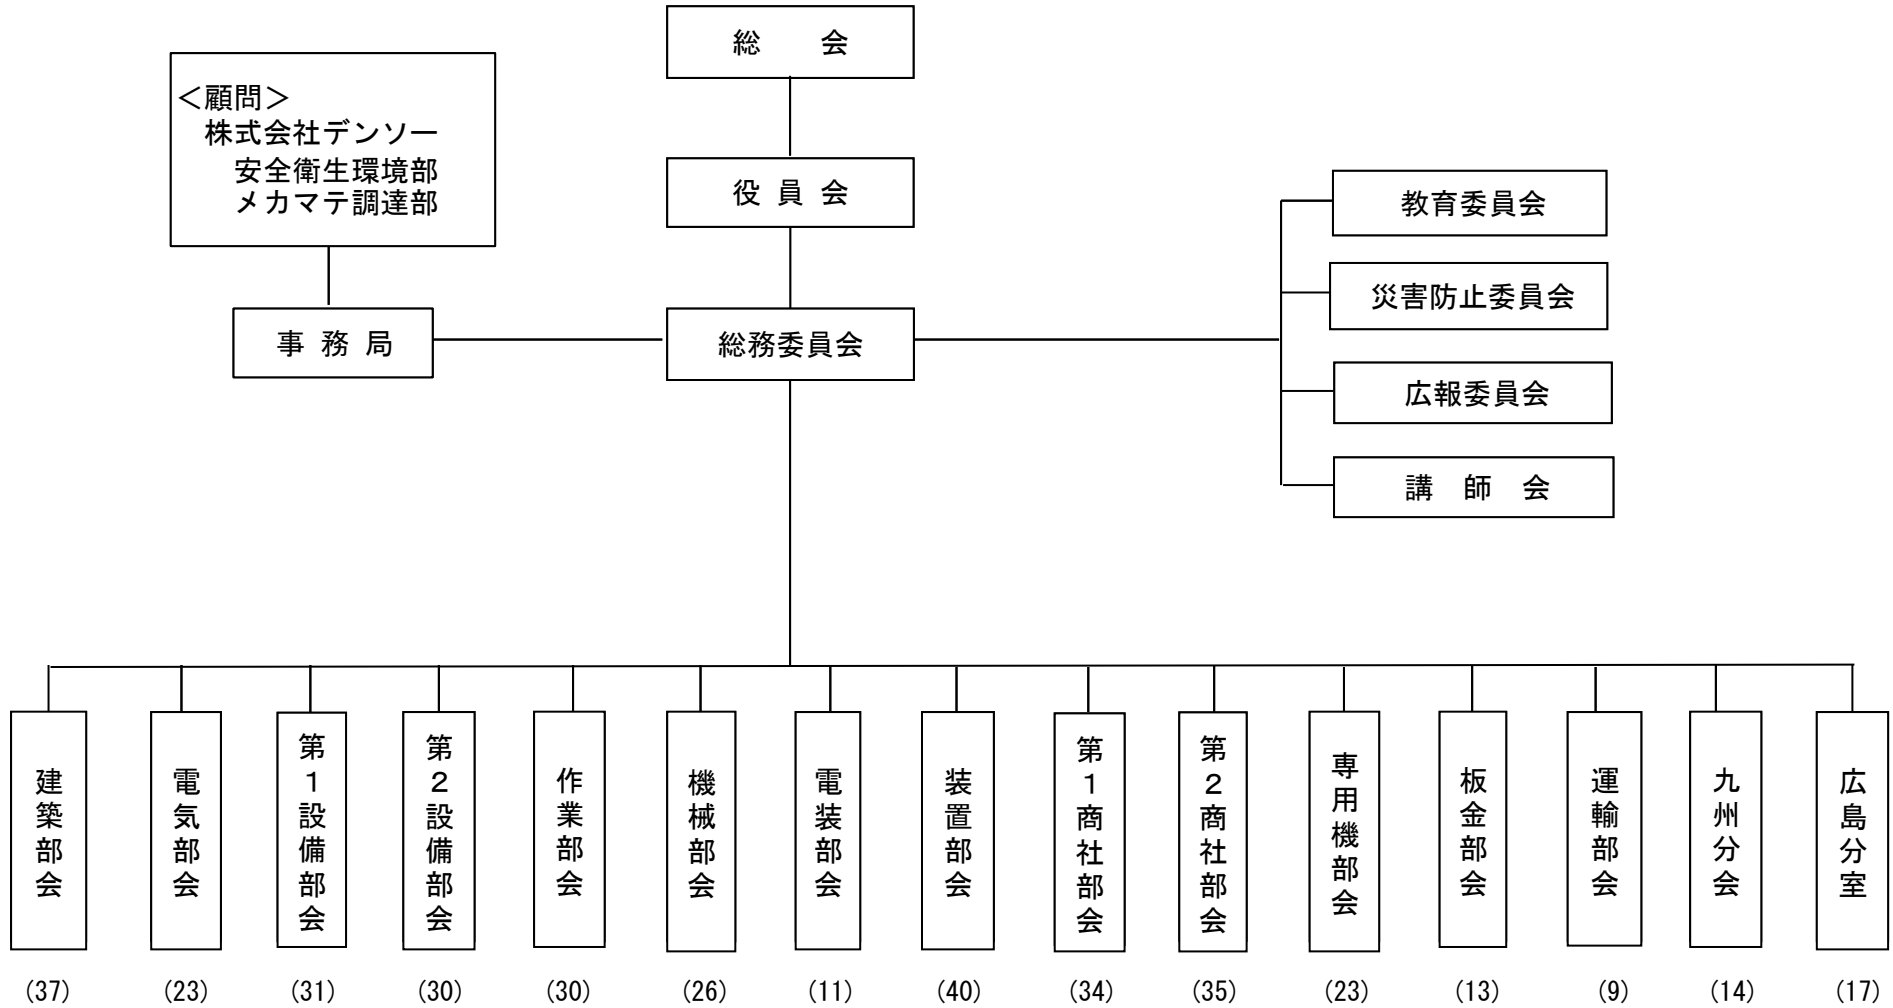 総　　会
＜顧問＞
株式会社デンソー
安全衛生環境部
メカマテ調達部
役 員 会
教育委員会
災害防止委員会
事 務 局
総務委員会
広報委員会
講　師　会
建築部会
電気部会
第１設備部会
第２設備部会
作業部会
機械部会
電装部会
装置部会
第１商社部会
第２商社部会
専用機部会
板金部会
運輸部会
九州分会
広島分室
(37) (23) (31) (30) (30) (26) (11) (40) (34) (35) (23) (13) (9) (14) (17)